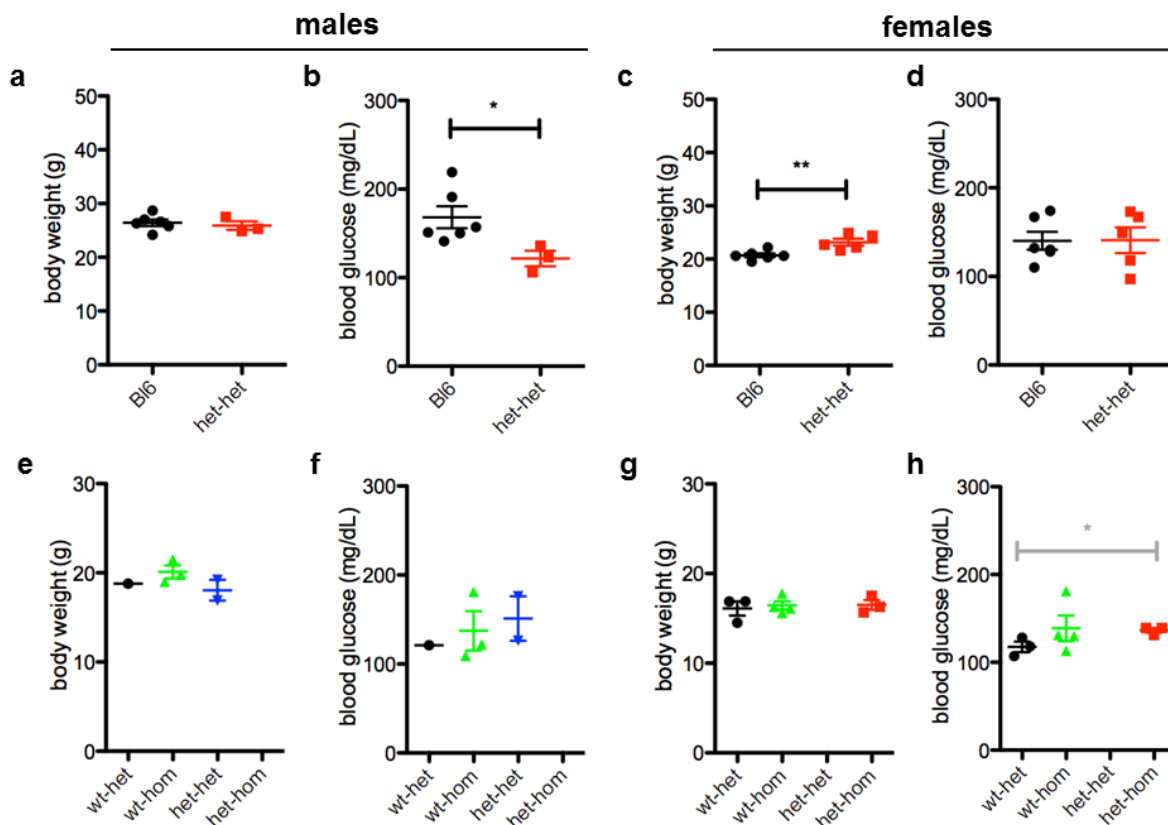 males
females
a
b
c
d
50
40
30
20
10
0
body weight (g)
Bl6
het-het
300
200
100
0
blood glucose (mg/dL)
*
Bl6
het-het
50
40
30
20
10
0
body weight (g)
**
Bl6
het-het
300
200
100
0
blood glucose (mg/dL)
Bl6
het-het
e
f
g
h
30
20
10
0
body weight (g)
wt-het
wt-hom
het-het
het-hom
300
200
100
0
blood glucose (mg/dL)
wt-het
wt-hom
het-het
het-hom
30
20
10
0
body weight (g)
wt-het
wt-hom
het-het
het-hom
300
200
100
0
blood glucose (mg/dL)
*
wt-het
wt-hom
het-het
het-hom